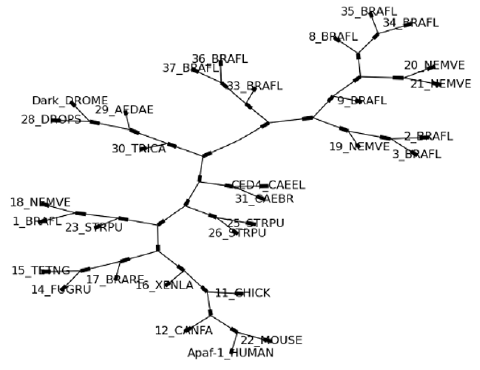 35_BRAFL
34_BRAFL
8_BRAFL
36_BRAFL
37_BRAFL
20_NEMVE
21_NEMVE
33_BRAFL
9_BRAFL
Dark_DROME
29_AEDAE
28_DROPS
2_BRAFL
30_TRICA
19_NEMVE
3_BRAFL
CED4_CAEEL
31_CAEBR
18_NEMVE
1_BRAFL
23_STRPU
25_STRPU
26_STRPU
15_TETNG
17_BRARE
16_XENLA
14_FUGRU
11_CHICK
12_CANFA
22_MOUSE
Apaf-1_HUMAN